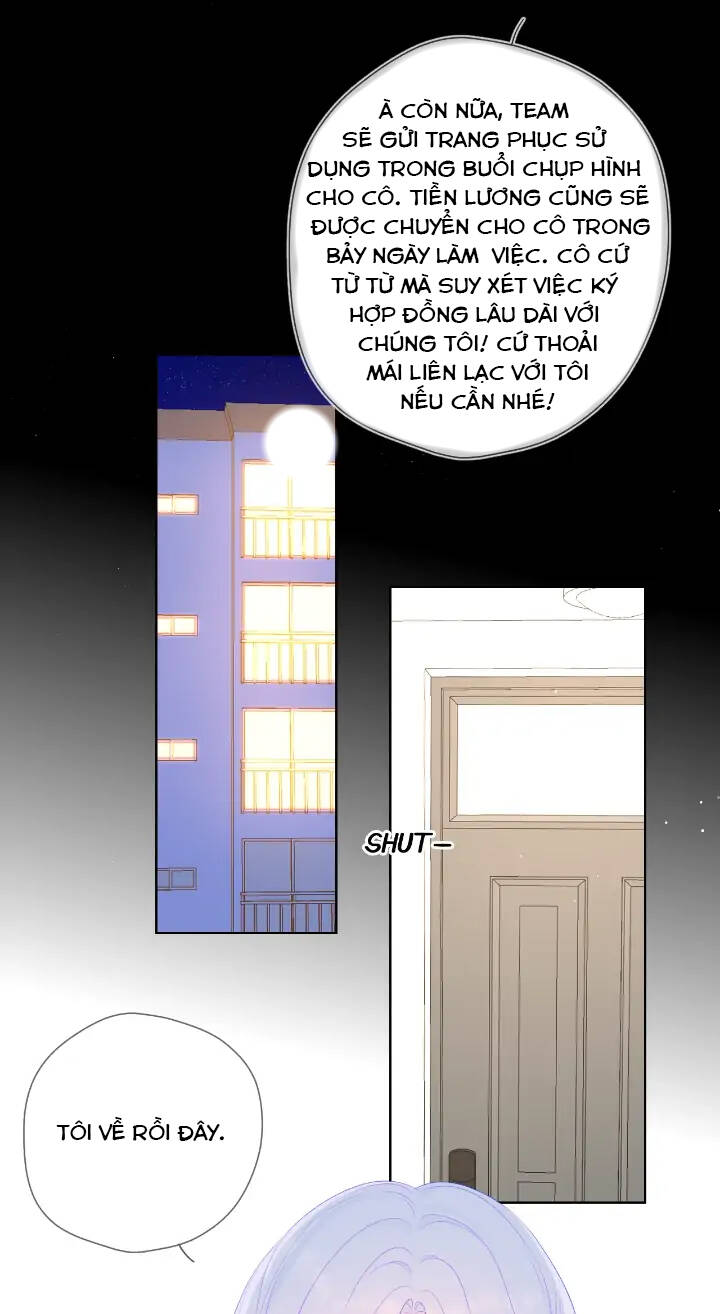 À CÒN NỮA, TEAM
SẼ GỬI TRANG PHỤC SỬ
DỤNG TRONG BUỔI CHỤP HÌNH
CHO CÔ. TIỀN LƯƠNG CŨNG SẼ
ĐƯỢC CHUYỂN CHO CÔ TRONG
BẢY NGÀY LÀM VIỆC. CÔ CỨ
TỪ TỪ MÀ SUY XÉT VIỆC KÝ
HỢP ĐỒNG LÂU DÀI VỚI
CHÚNG TÔI! CỨ THOẢI
MÁI LIÊN LẠC VỚI TÔI
NẾU CẦN NHÉ!
SHUT-
TÔI VỀ RỒI ĐÂY.